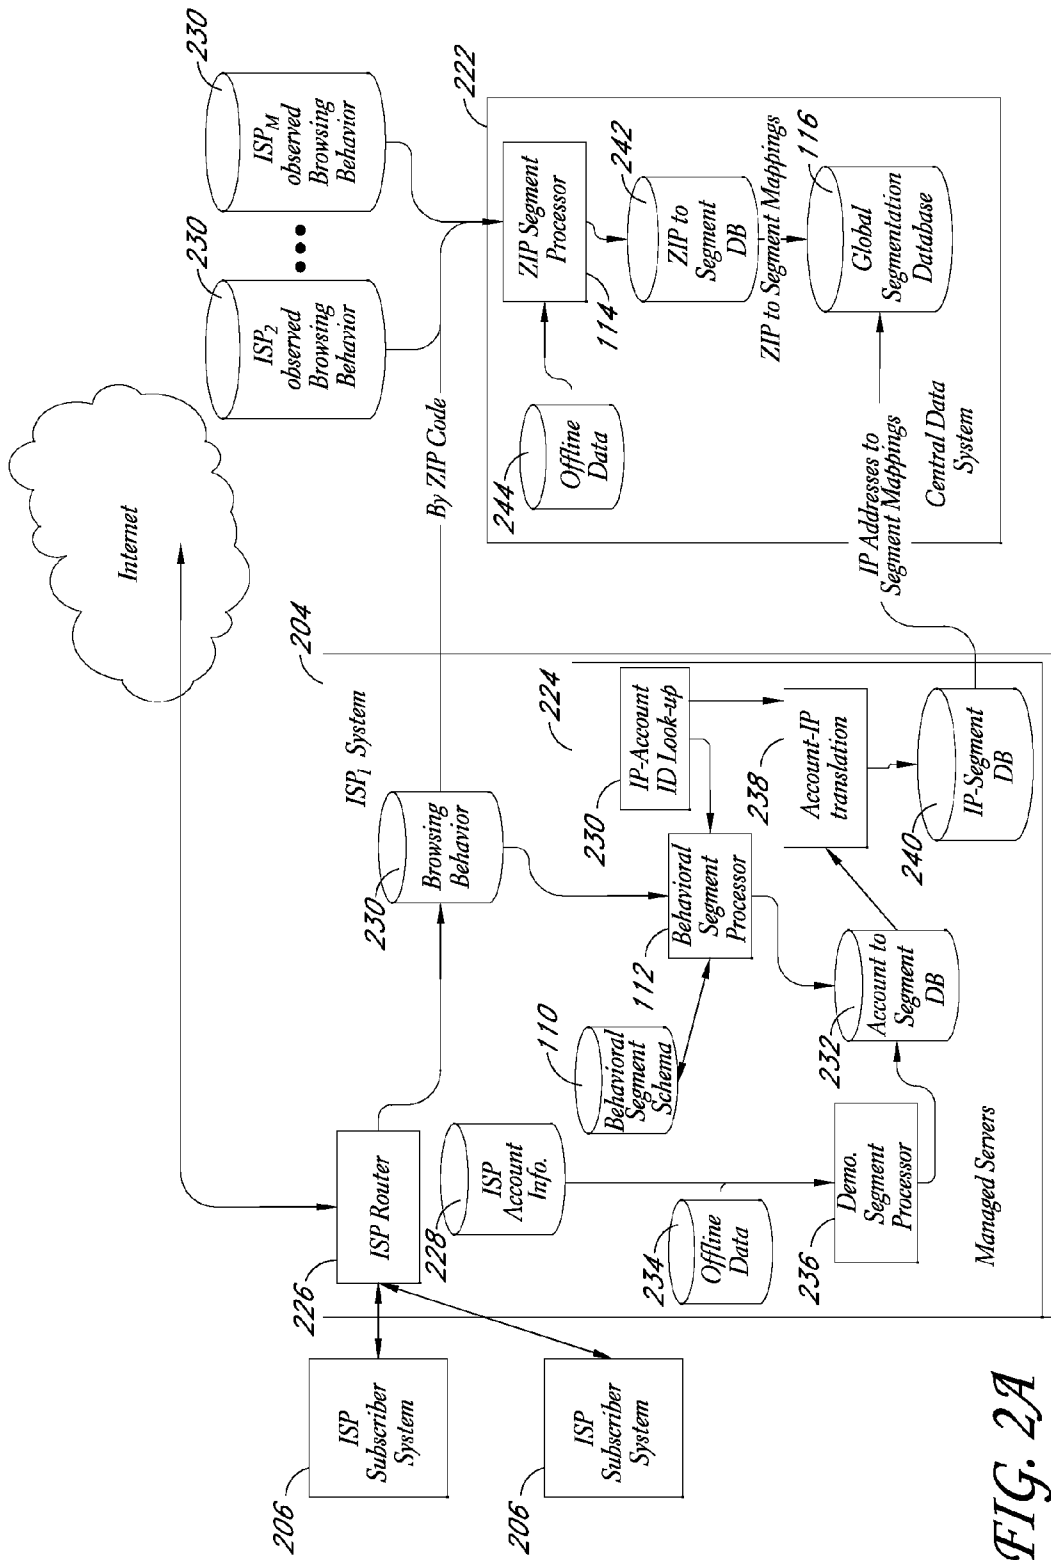 206
ISP
Subscriber
System
206
ISP
Subscriber
System
226
ISP Router
Internet
204
ISP1 System
228
ISP
Account
Info.
230
Browsing
Behavior
By ZIP Code
230
ISP2
observed
Browsing
Behavior
230
ISPM
observed
Browsing
Behavior
234
Offline
Data
110
Behavioral
Segment
Schema
112
Behavioral
Segment
Processor
224
230
IP-Account
ID Look-up
236
Demo.
Segment
Processor
232
Account to
Segment
DB
238
Account-IP
translation
240
IP-Segment
DB
Managed Servers
222
244
Offline
Data
114
ZIP Segment
Processor
242
ZIP to
Segment
DB
ZIP to Segment Mappings
116
Global
Segmentation
Database
IP Addresses to
Segment Mappings
Central Data
System
FIG. 2A